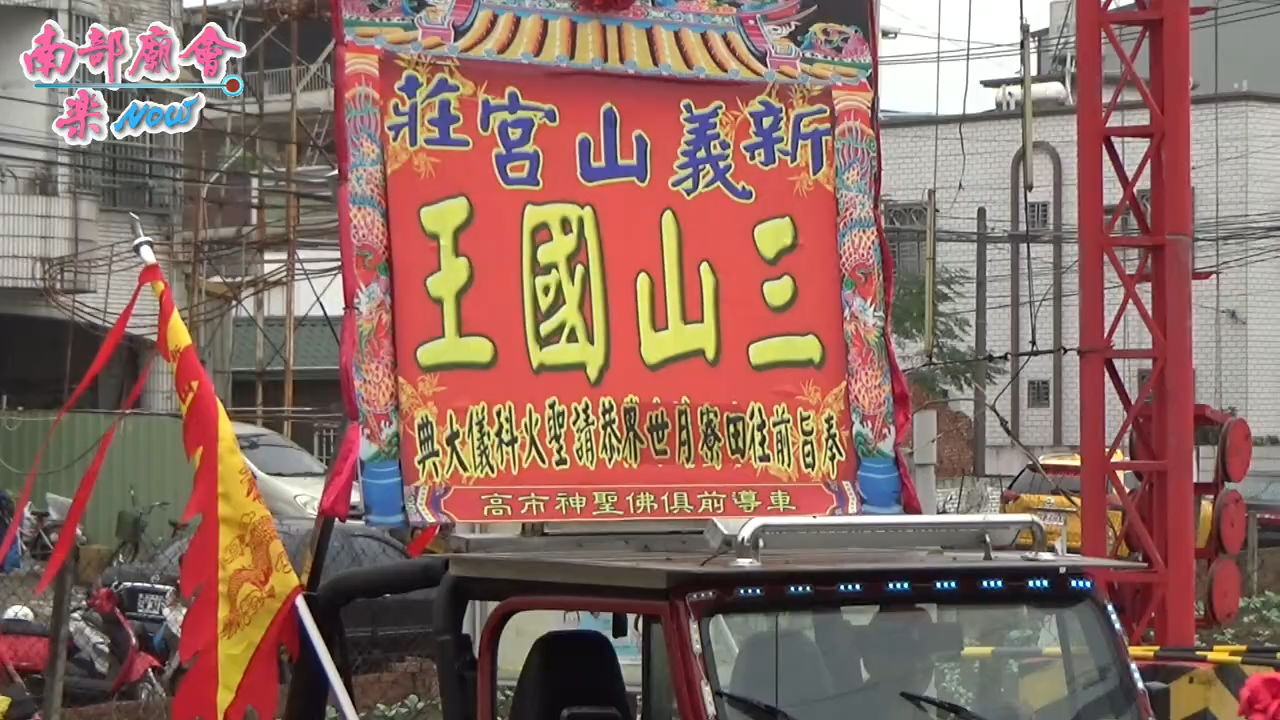 南部廟會
楽 NOW
新義山宮莊
三山國王
奉旨前往田寮月世界恭請聖火科儀大典
高市神聖佛俱前導車